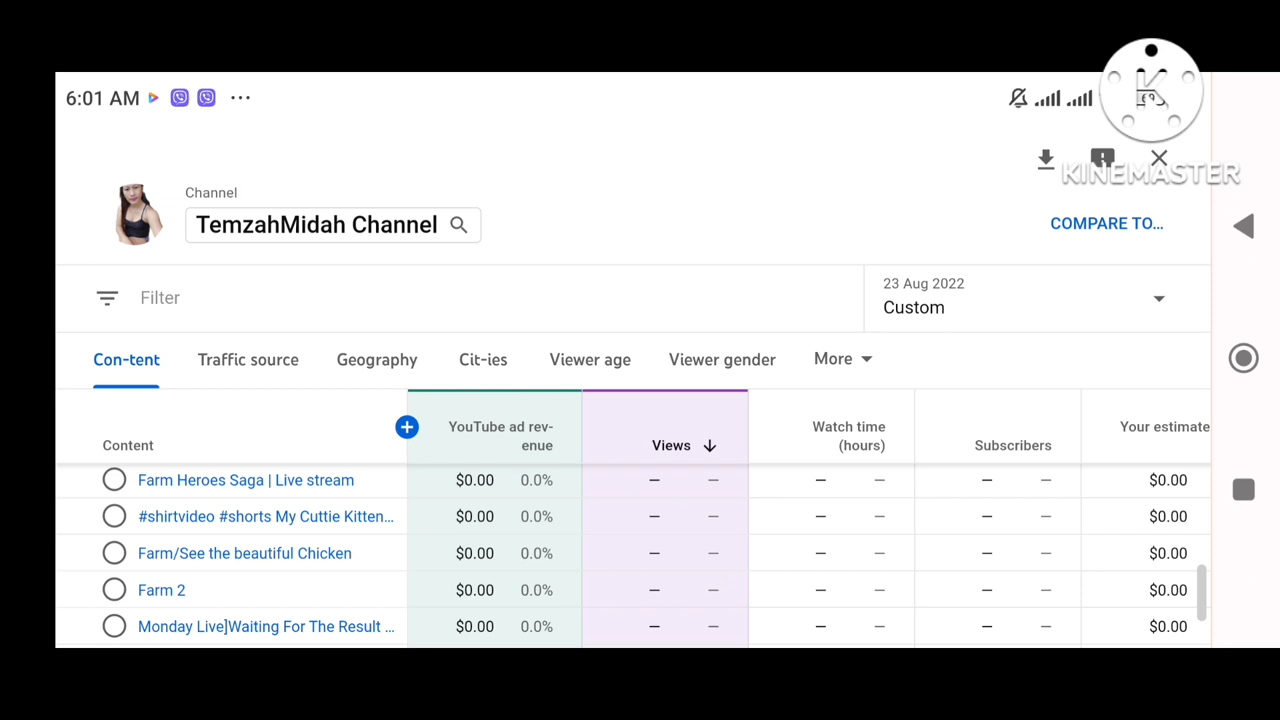 6:01 AM
KINEMASTER
Channel
TemzahMidah Channel
COMPARE TO...
Filter
23 Aug 2022
Custom
Con-tent Traffic source Geography Cit-ies Viewer age Viewer gender More
Content YouTube ad rev-
enue Views Watch time
(hours) Subscribers Your estimate
Farm Heroes Saga | Live stream $0.00 0.0% — — — — — — $0.00
#shirtvideo #shorts My Cuttie Kitten... $0.00 0.0% — — — — — — $0.00
Farm/See the beautiful Chicken $0.00 0.0% — — — — — — $0.00
Farm 2 $0.00 0.0% — — — — — — $0.00
Monday Live]Waiting For The Result ... $0.00 0.0% — — — — — — $0.00